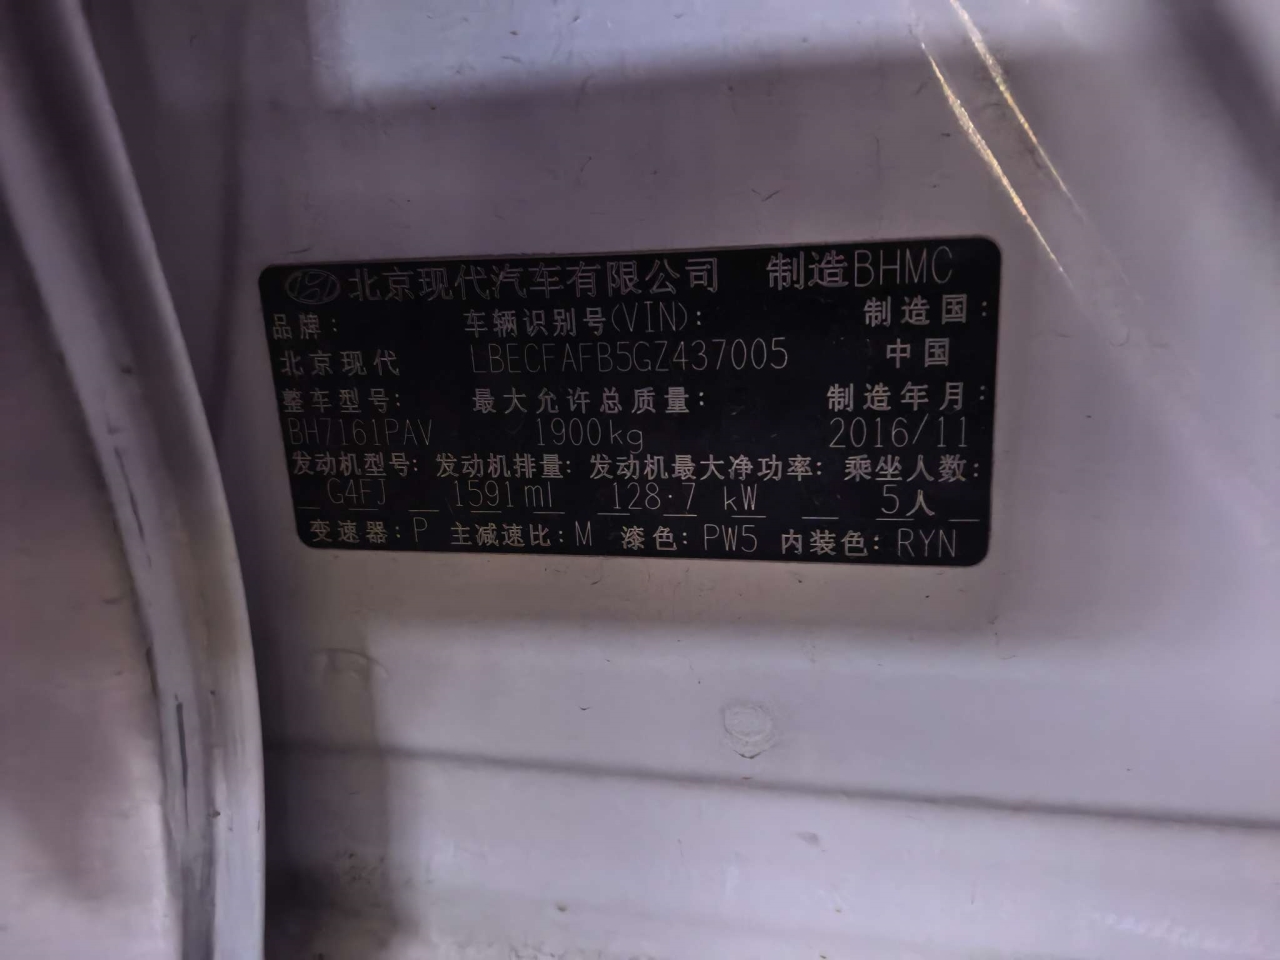 北京现代汽车有限公司 制造BHMC
品牌: 车辆识别号(VIN): 制造国:
北京现代 LBECFAFB5GZ437005 中国
整车型号: 最大允许总质量: 制造年月:
BH7161PAV 1900kg 2016/11
发动机型号: 发动机排量: 发动机最大净功率: 乘坐人数:
G4FJ 1591ml 128.7 kW 5人
变速器: P 主减速比: M 漆色: PW5 内装色: RYN